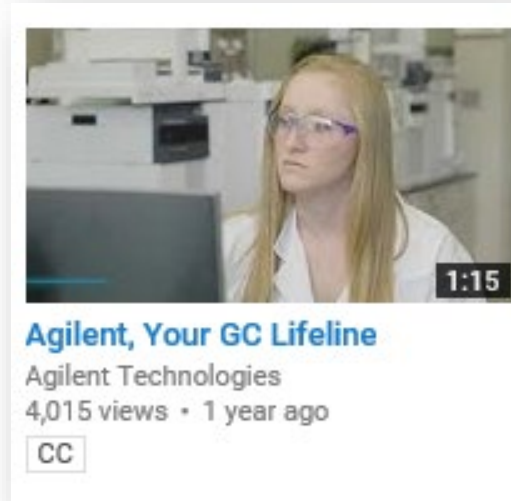 1:15
Agilent, Your GC Lifeline
Agilent Technologies
4,015 views • 1 year ago
CC